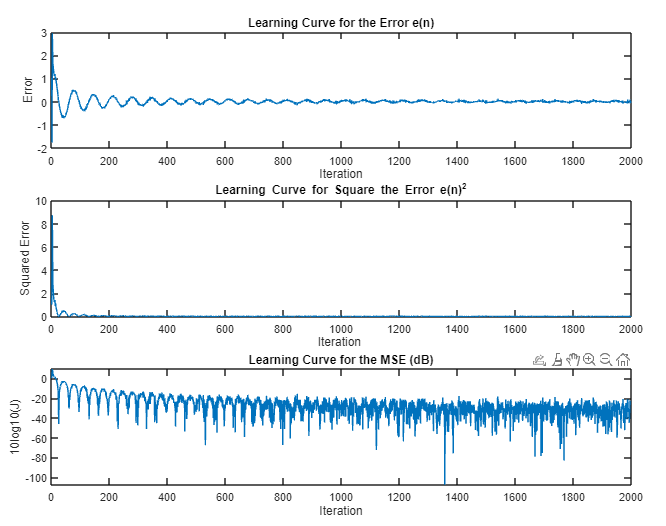 Learning Curve for the Error e(n)
3
2
1
0
-1
-2
Error
0 200 400 600 800 1000 1200 1400 1600 1800 2000
Iteration
Learning Curve for Square the Error e(n)²
10
8
6
4
2
0
Squared Error
0 200 400 600 800 1000 1200 1400 1600 1800 2000
Iteration
Learning Curve for the MSE (dB)
0
-20
-40
-60
-80
-100
10log10(J)
0 200 400 600 800 1000 1200 1400 1600 1800 2000
Iteration